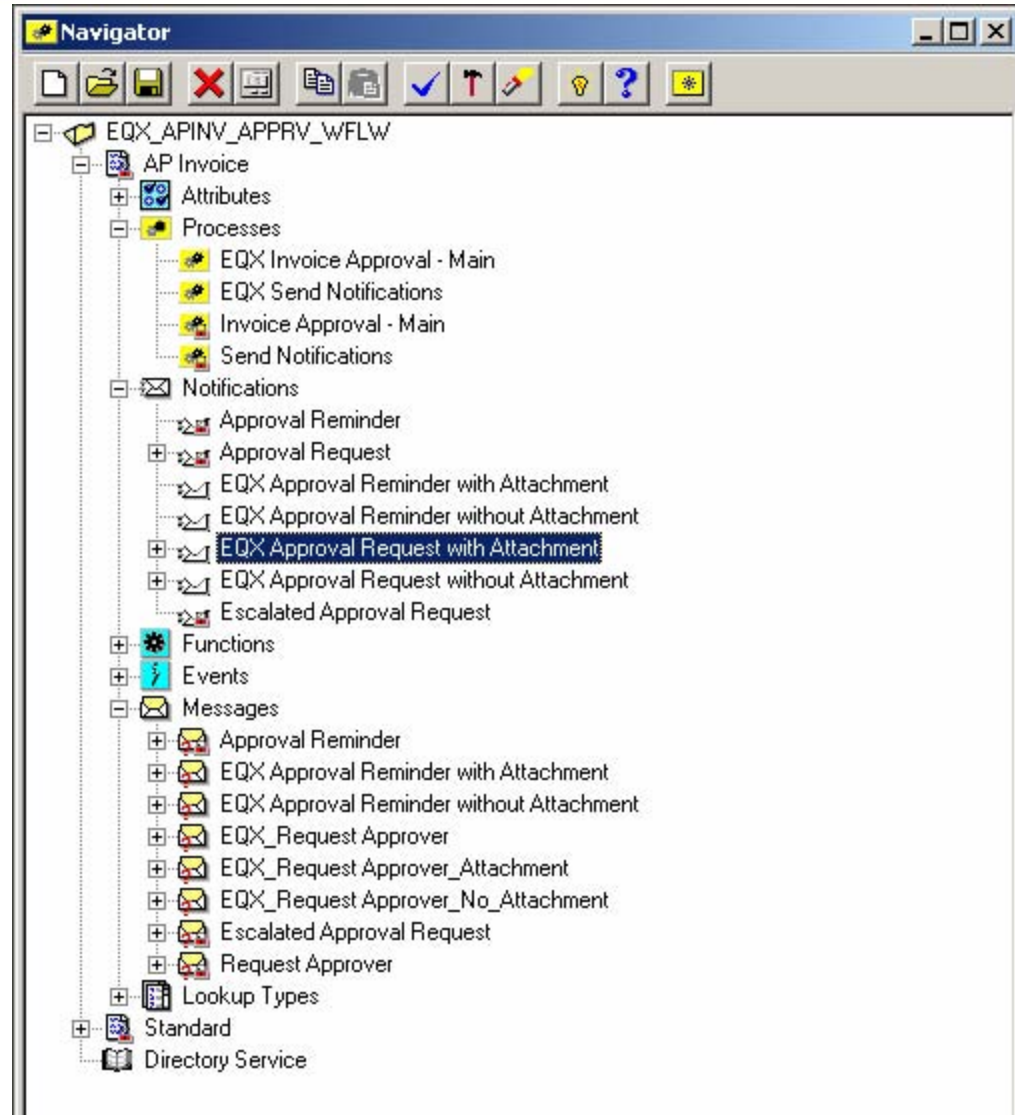 Navigator
EQX_APINV_APPRV_WFLW
AP Invoice
Attributes
Processes
EQX Invoice Approval - Main
EQX Send Notifications
Invoice Approval - Main
Send Notifications
Notifications
Approval Reminder
Approval Request
EQX Approval Reminder with Attachment
EQX Approval Reminder without Attachment
EQX Approval Request with Attachment
EQX Approval Request without Attachment
Escalated Approval Request
Functions
Events
Messages
Approval Reminder
EQX Approval Reminder with Attachment
EQX Approval Reminder without Attachment
EQX_Request Approver
EQX_Request Approver_Attachment
EQX_Request Approver_No_Attachment
Escalated Approval Request
Request Approver
Lookup Types
Standard
Directory Service